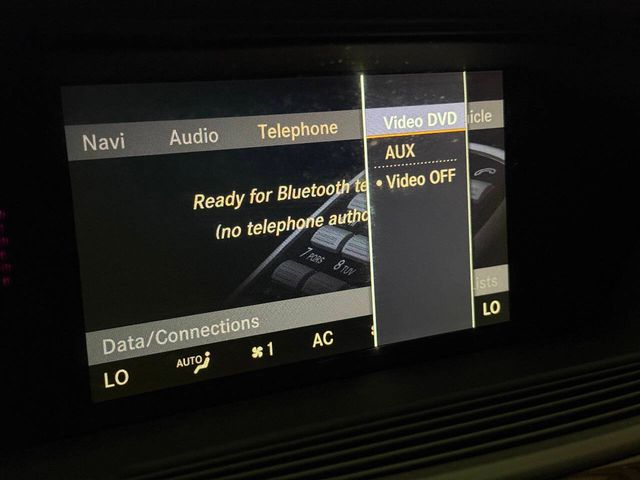 Navi Audio Telephone Video DVD icle
AUX
• Video OFF
Ready for Bluetooth te
(no telephone autho
7 PQRS 8 TUV
Data/Connections ists
LO AUTO 1 AC LO